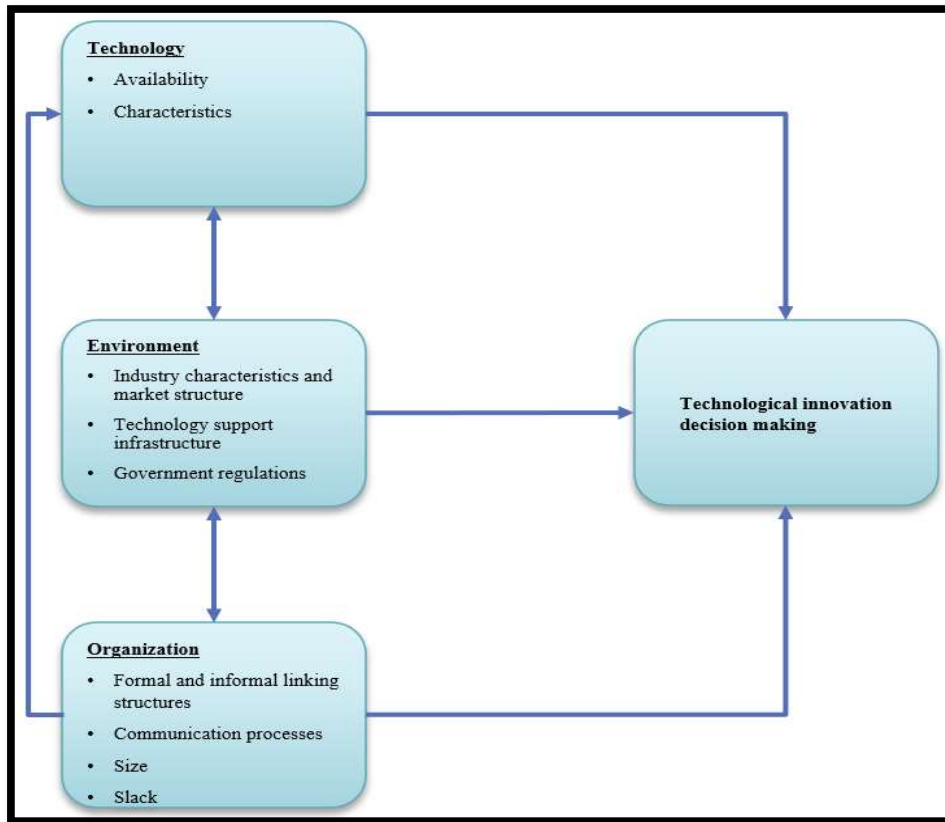 Technology
• Availability
• Characteristics
Environment
• Industry characteristics and
market structure
• Technology support
infrastructure
• Government regulations
Technological innovation
decision making
Organization
• Formal and informal linking
structures
• Communication processes
• Size
• Slack